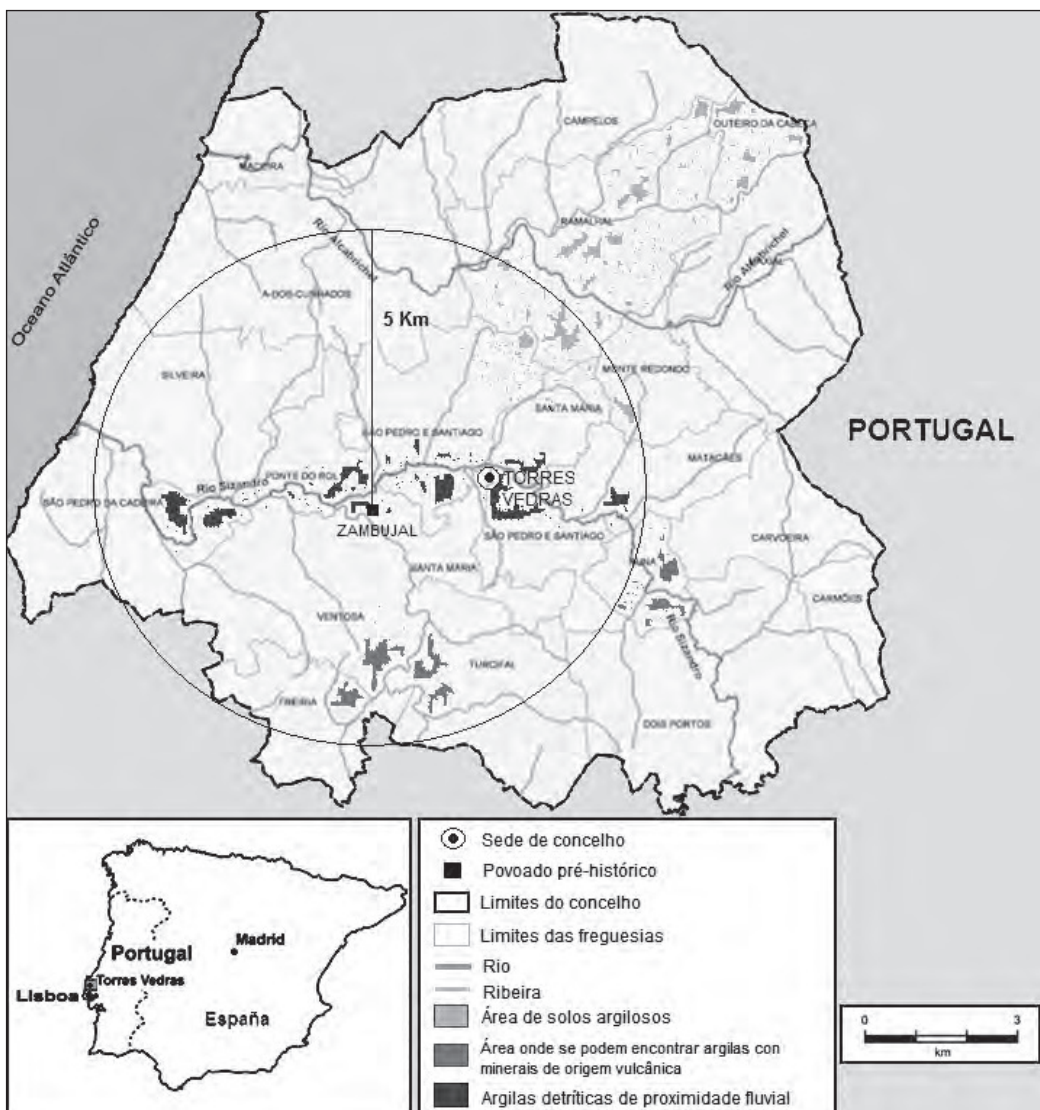 Oceano Atlântico
MACEIRA
CAMPELOS
OUTEIRO DA CABEÇA
RAMALHAL
Rio Alcabrichel
Rio Alcabrichel
A-DOS-CUNHADOS
5 Km
SILVEIRA
MONTE REDONDO
SANTA MARIA
PORTUGAL
SÃO PEDRO E SANTIAGO
MATACÃES
PONTE DO ROL
TORRES
VEDRAS
SÃO PEDRO DA CADEIRA
Rio Sizandro
ZAMBUJAL
SÃO PEDRO E SANTIAGO
CARVOEIRA
RUNA
SANTA MARIA
CARMÕES
VENTOSA
Rio Sizandro
TURCIFAL
FREIRIA
DOIS PORTOS
Portugal
Madrid
Torres Vedras
Lisboa
España
Sede de concelho
Povoado pré-histórico
Limites do concelho
Limites das freguesias
Rio
Ribeira
Área de solos argilosos
Área onde se podem encontrar argilas con
minerais de origem vulcânica
Argilas detríticas de proximidade fluvial
0 3
km